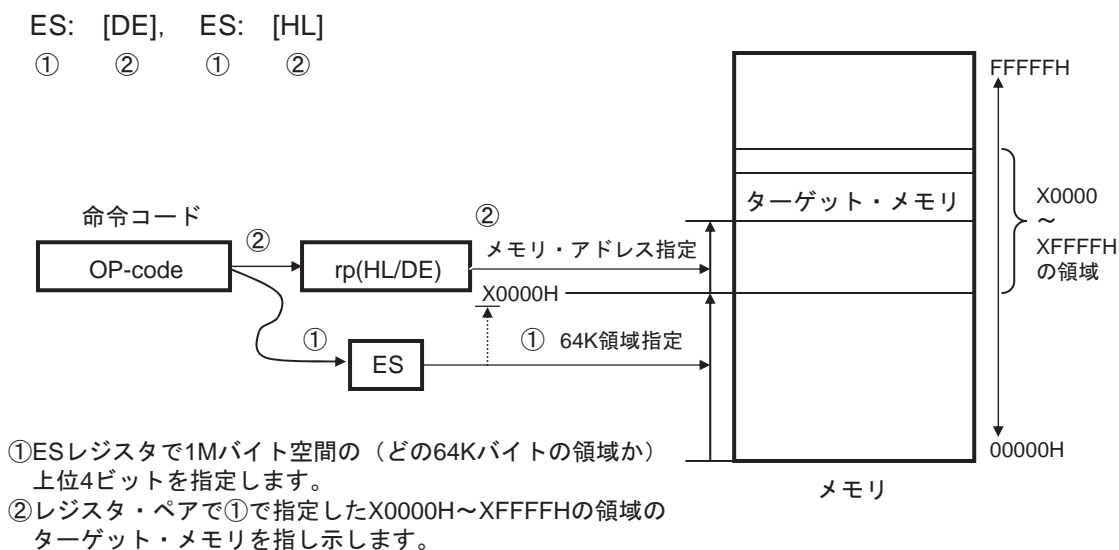 ES: [DE], ES: [HL]
① ② ① ②
FFFFFH
ターゲット・メモリ
X0000
～
XFFFFH
の領域
命令コード
②
②
OP-code
rp(HL/DE)
メモリ・アドレス指定
X0000H
①
ES
① 64K領域指定
00000H
メモリ
①ESレジスタで1Mバイト空間の（どの64Kバイトの領域か）
上位4ビットを指定します。
②レジスタ・ペアで①で指定したX0000H～XFFFFHの領域の
ターゲット・メモリを指し示します。